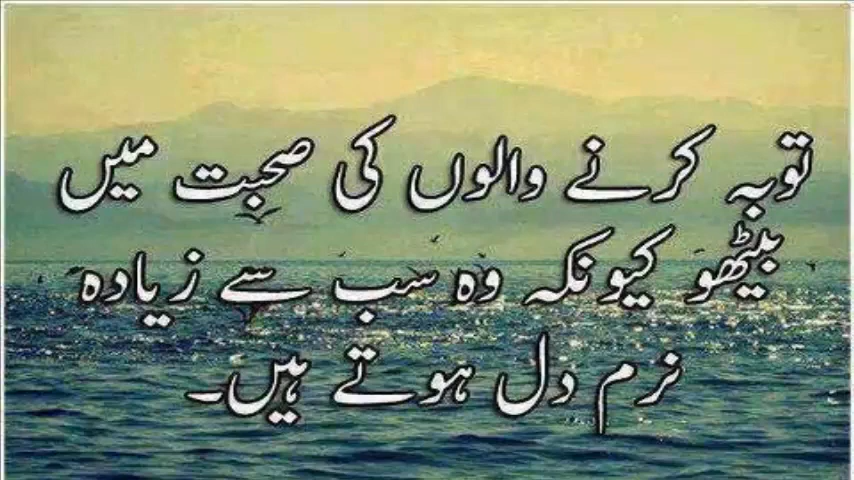 توبہ کرنے والوں کی صحبت میں
بیٹھو کیونکہ وہ سب سے زیادہ
نرم دل ہوتے ہیں۔